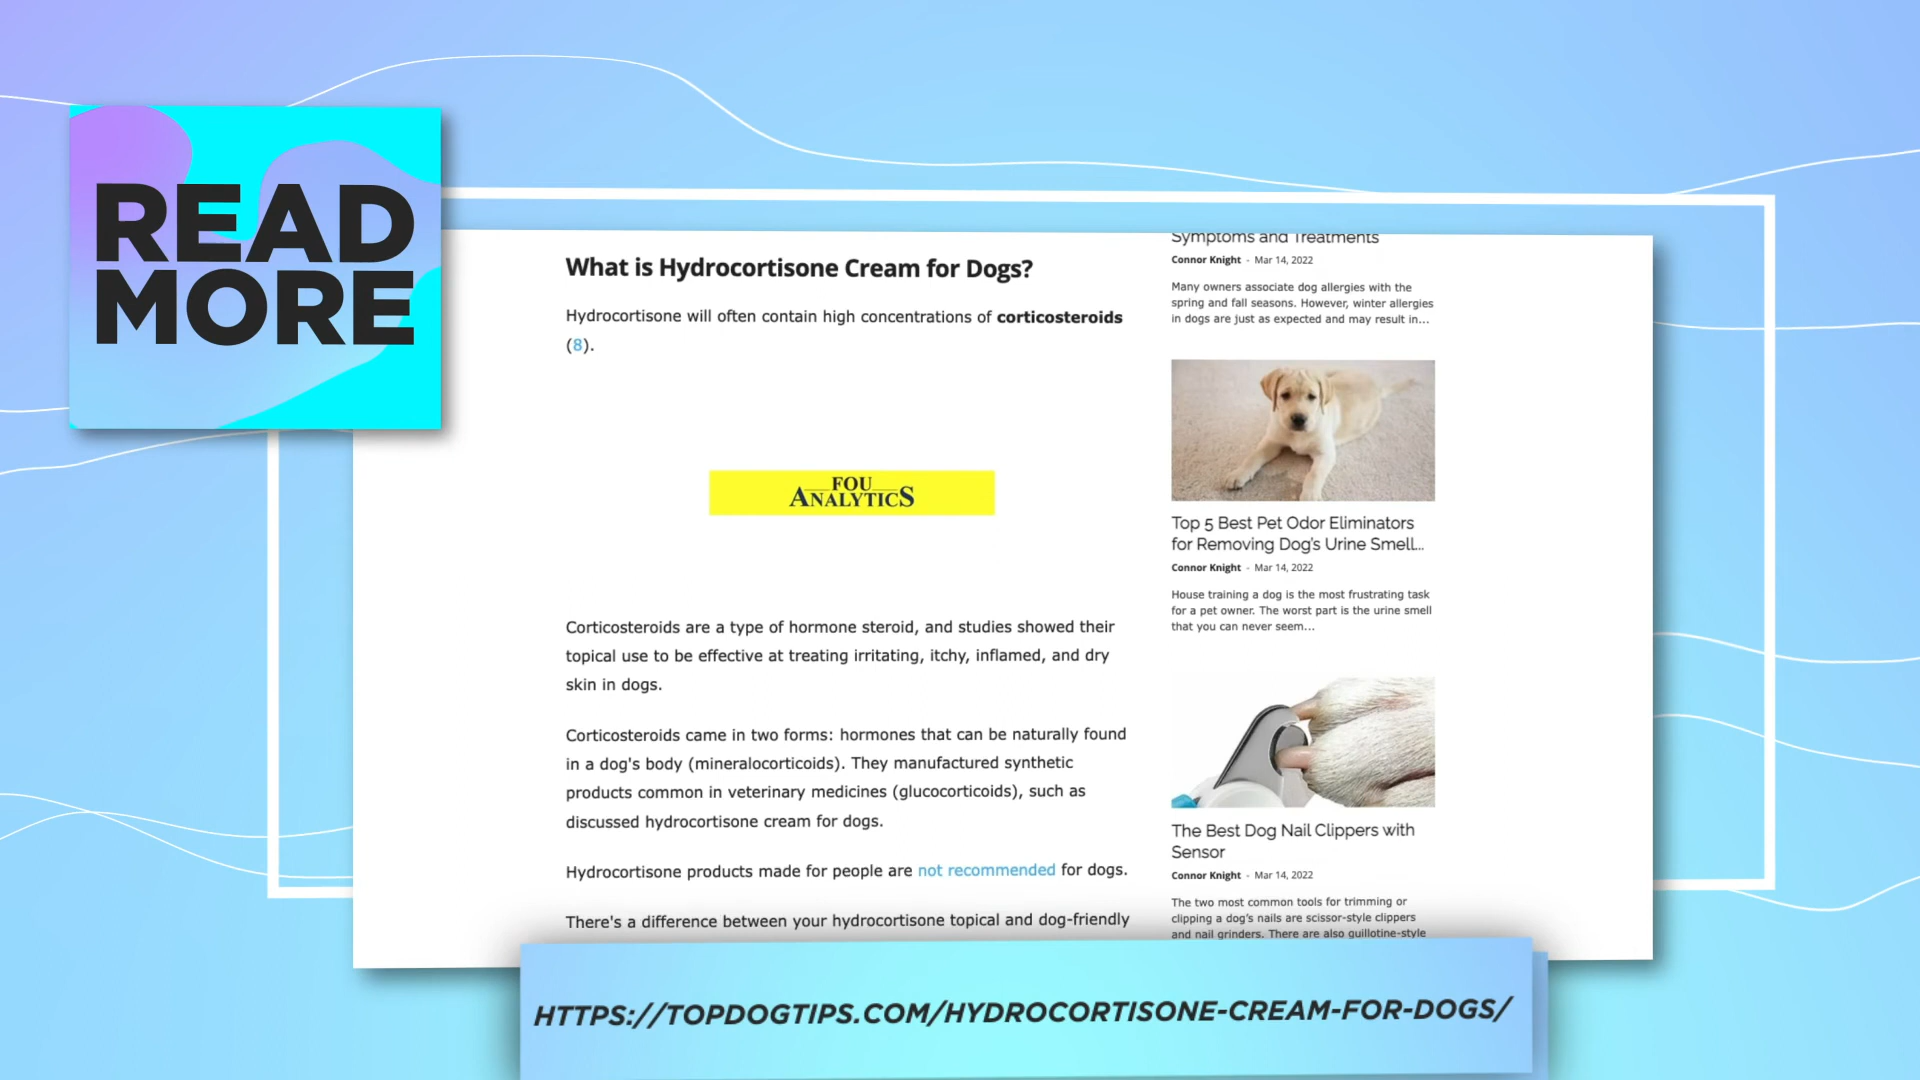 READ
MORE
What is Hydrocortisone Cream for Dogs?
Hydrocortisone will often contain high concentrations of corticosteroids
(8).
FOU
ANALYTICS
Corticosteroids are a type of hormone steroid, and studies showed their
topical use to be effective at treating irritating, itchy, inflamed, and dry
skin in dogs.
Corticosteroids came in two forms: hormones that can be naturally found
in a dog's body (mineralocorticoids). They manufactured synthetic
products common in veterinary medicines (glucocorticoids), such as
discussed hydrocortisone cream for dogs.
Hydrocortisone products made for people are not recommended for dogs.
There's a difference between your hydrocortisone topical and dog-friendly
Symptoms and Treatments
Connor Knight - Mar 14, 2022
Many owners associate dog allergies with the
spring and fall seasons. However, winter allergies
in dogs are just as expected and may result in...
Top 5 Best Pet Odor Eliminators
for Removing Dog's Urine Smell...
Connor Knight - Mar 14, 2022
House training a dog is the most frustrating task
for a pet owner. The worst part is the urine smell
that you can never seem...
The Best Dog Nail Clippers with
Sensor
Connor Knight - Mar 14, 2022
The two most common tools for trimming or
clipping a dog's nails are scissor-style clippers
and nail grinders. There are also guillotine-style
HTTPS://TOPDOGTIPS.COM/HYDROCORTISONE-CREAM-FOR-DOGS/